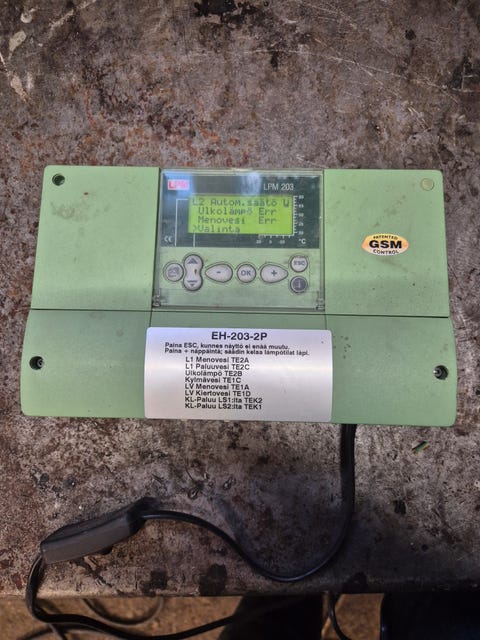 LPM
LPM 203
L2 Autom.säätö
Ulkolämpö Err
Menovesi Err
>Valinta
°C
CE
ESC
OK
PATENTED
GSM
CONTROL
EH-203-2P
Paina ESC, kunnes näyttö ei enää muutu.
Paina + näppäintä; säädin kelaa lämpötilat läpi.
L1 Menovesi TE2A
L1 Paluuvesi TE2C
Ulkolämpö TE2B
Kylmävesi TE1C
LV Menovesi TE1A
LV Kiertovesi TE1D
KL-Paluu LS1:lta TEK2
KL-Paluu LS2:lta TEK1